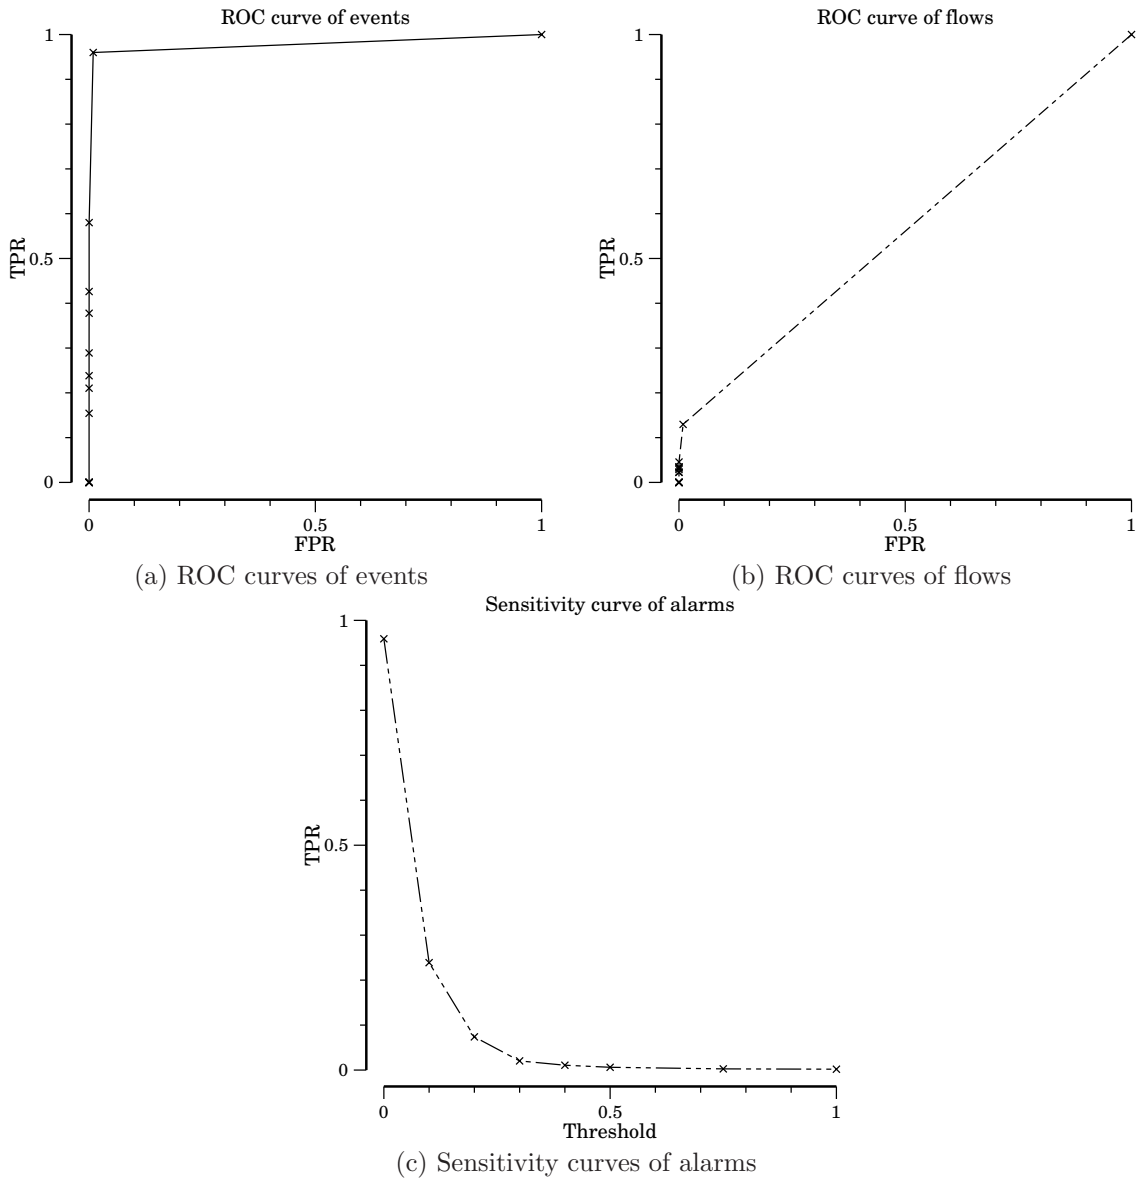 ROC curve of events
1
TPR
0.5
0
0
0.5
1
FPR
(a) ROC curves of events
ROC curve of flows
1
TPR
0.5
0
0
0.5
1
FPR
(b) ROC curves of flows
Sensitivity curve of alarms
1
TPR
0.5
0
0
0.5
1
Threshold
(c) Sensitivity curves of alarms